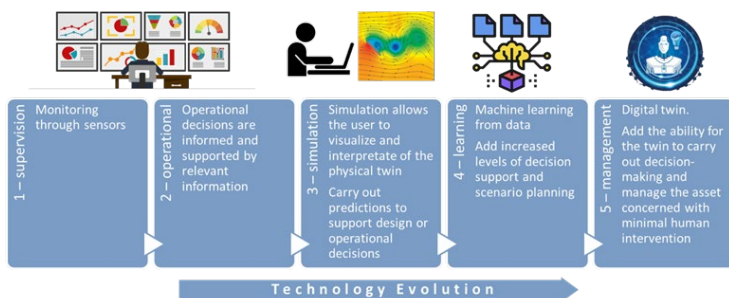 1 – supervision
Monitoring
through sensors
2 – operational
Operational
decisions are
informed and
supported by
relevant
information
3 – simulation
Simulation allows
the user to
visualize and
interpretate of the
physical twin
Carry out
predictions to
support design or
operational
decisions
4 – learning
Machine learning
from data
Add increased
levels of decision
support and
scenario planning
5 – management
Digital twin.
Add the ability for
the twin to carry
out decision-
making and
manage the asset
concerned with
minimal human
intervention
Technology Evolution